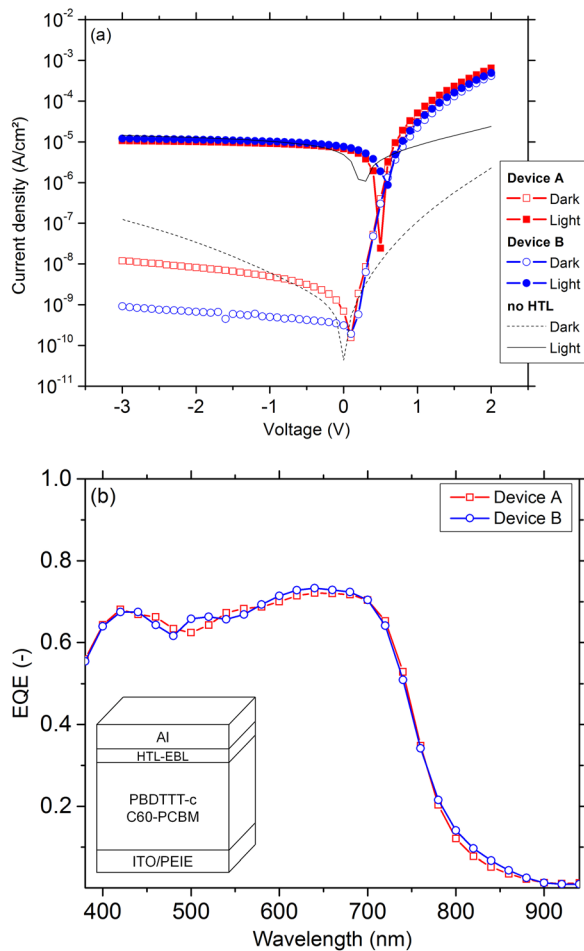 (a)
10⁻²
10⁻³
10⁻⁴
10⁻⁵
10⁻⁶
10⁻⁷
10⁻⁸
10⁻⁹
10⁻¹⁰
10⁻¹¹
Current density (A/cm²)
-3 -2 -1 0 1 2
Voltage (V)
Device A
Dark
Light
Device B
Dark
Light
no HTL
Dark
Light
(b)
1.0
0.8
0.6
0.4
0.2
EQE (-)
Device A
Device B
Al
HTL-EBL
PBDTTT-c
C60-PCBM
ITO/PEIE
400 500 600 700 800 900
Wavelength (nm)